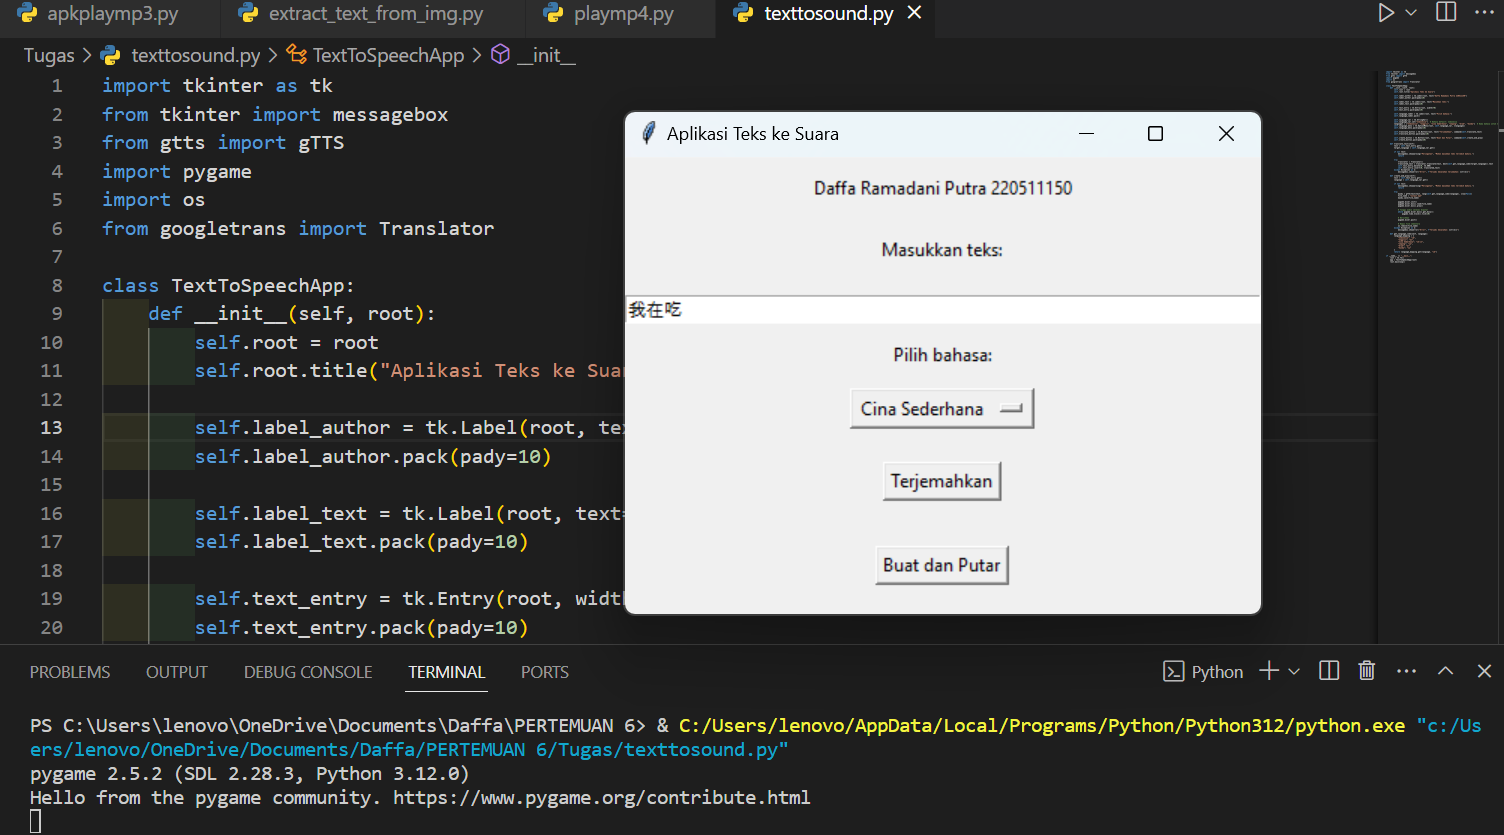 apkplaymp3.py extract_text_from_img.py playmp4.py texttosound.py
Tugas > texttosound.py > TextToSpeechApp > __init__
1 import tkinter as tk
2 from tkinter import messagebox
3 from gtts import gTTS
4 import pygame
5 import os
6 from googletrans import Translator
7
8 class TextToSpeechApp:
9 def __init__(self, root):
10 self.root = root
11 self.root.title("Aplikasi Teks ke Suar
12
13 self.label_author = tk.Label(root, te
14 self.label_author.pack(pady=10)
15
16 self.label_text = tk.Label(root, text=
17 self.label_text.pack(pady=10)
18
19 self.text_entry = tk.Entry(root, widt
20 self.text_entry.pack(pady=10)
Aplikasi Teks ke Suara
Daffa Ramadani Putra 220511150
Masukkan teks:
我在吃
Pilih bahasa:
Cina Sederhana
Terjemahkan
Buat dan Putar
PROBLEMS OUTPUT DEBUG CONSOLE TERMINAL PORTS Python
PS C:\Users\lenovo\OneDrive\Documents\Daffa\PERTEMUAN 6> & C:/Users/lenovo/AppData/Local/Programs/Python/Python312/python.exe "c:/Us
ers/lenovo/OneDrive/Documents/Daffa/PERTEMUAN 6/Tugas/texttosound.py"
pygame 2.5.2 (SDL 2.28.3, Python 3.12.0)
Hello from the pygame community. https://www.pygame.org/contribute.html